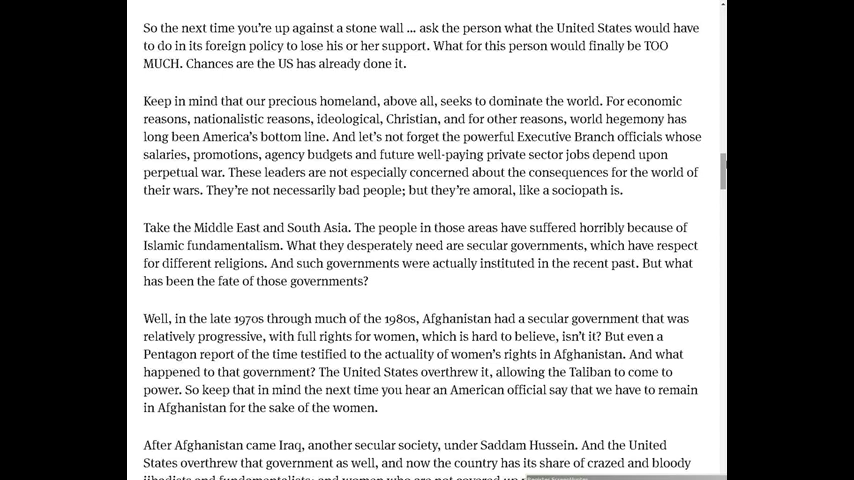 So the next time you're up against a stone wall ... ask the person what the United States would have
to do in its foreign policy to lose his or her support. What for this person would finally be TOO
MUCH. Chances are the US has already done it.
Keep in mind that our precious homeland, above all, seeks to dominate the world. For economic
reasons, nationalistic reasons, ideological, Christian, and for other reasons, world hegemony has
long been America's bottom line. And let's not forget the powerful Executive Branch officials whose
salaries, promotions, agency budgets and future well-paying private sector jobs depend upon
perpetual war. These leaders are not especially concerned about the consequences for the world of
their wars. They're not necessarily bad people; but they're amoral, like a sociopath is.
Take the Middle East and South Asia. The people in those areas have suffered horribly because of
Islamic fundamentalism. What they desperately need are secular governments, which have respect
for different religions. And such governments were actually instituted in the recent past. But what
has been the fate of those governments?
Well, in the late 1970s through much of the 1980s, Afghanistan had a secular government that was
relatively progressive, with full rights for women, which is hard to believe, isn't it? But even a
Pentagon report of the time testified to the actuality of women's rights in Afghanistan. And what
happened to that government? The United States overthrew it, allowing the Taliban to come to
power. So keep that in mind the next time you hear an American official say that we have to remain
in Afghanistan for the sake of the women.
After Afghanistan came Iraq, another secular society, under Saddam Hussein. And the United
States overthrew that government as well, and now the country has its share of crazed and bloody
jihadists and fundamentalists; and women who are not covered up